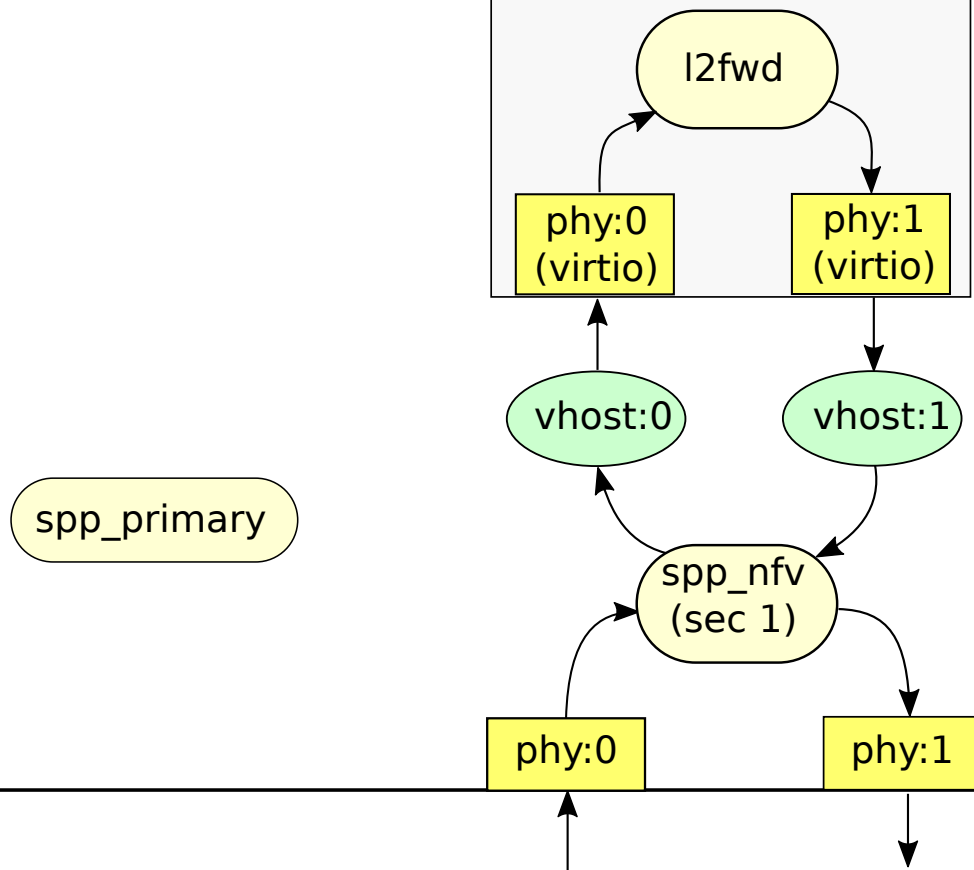 l2fwd
phy:0
(virtio)
phy:1
(virtio)
vhost:0
vhost:1
spp_primary
spp_nfv
(sec 1)
phy:0
phy:1